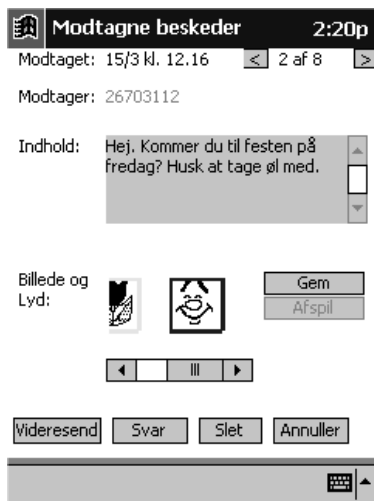 Modtagne beskeder 2:20p
Modtaget: 15/3 kl. 12.16 < 2 af 8 >
Modtager: 26703112
Indhold: Hej. Kommer du til festen på
fredag? Husk at tage øl med.
Billede og
Lyd:
Gem
Afspil
Videresend Svar Slet Annuller